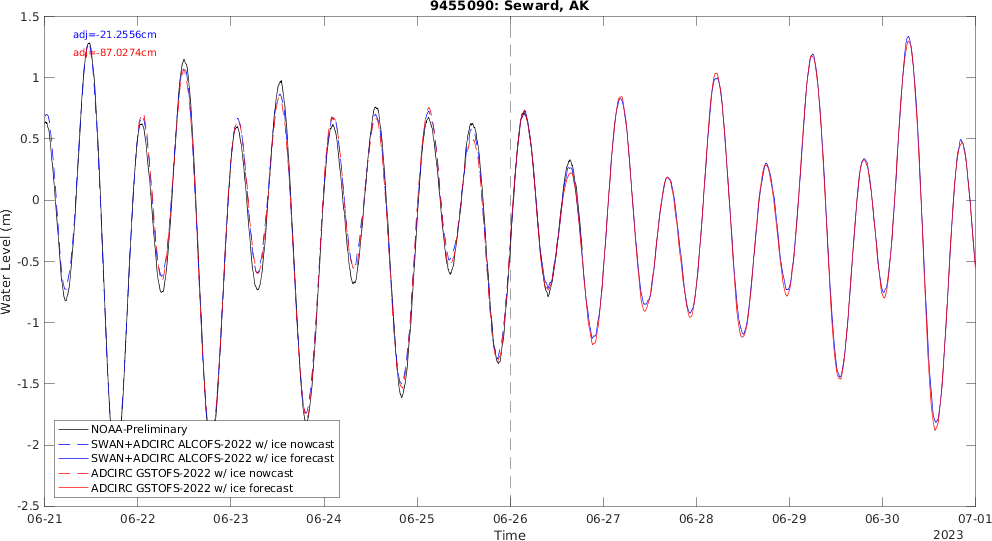 9455090: Seward, AK
adj=-21.2556cm
adj=-87.0274cm
1.5
1
0.5
0
-0.5
-1
-1.5
-2
-2.5
Water Level (m)
NOAA-Preliminary
SWAN+ADCIRC ALCOFS-2022 w/ ice nowcast
SWAN+ADCIRC ALCOFS-2022 w/ ice forecast
ADCIRC GSTOFS-2022 w/ ice nowcast
ADCIRC GSTOFS-2022 w/ ice forecast
06-21 06-22 06-23 06-24 06-25 06-26 06-27 06-28 06-29 06-30 07-01
Time
2023